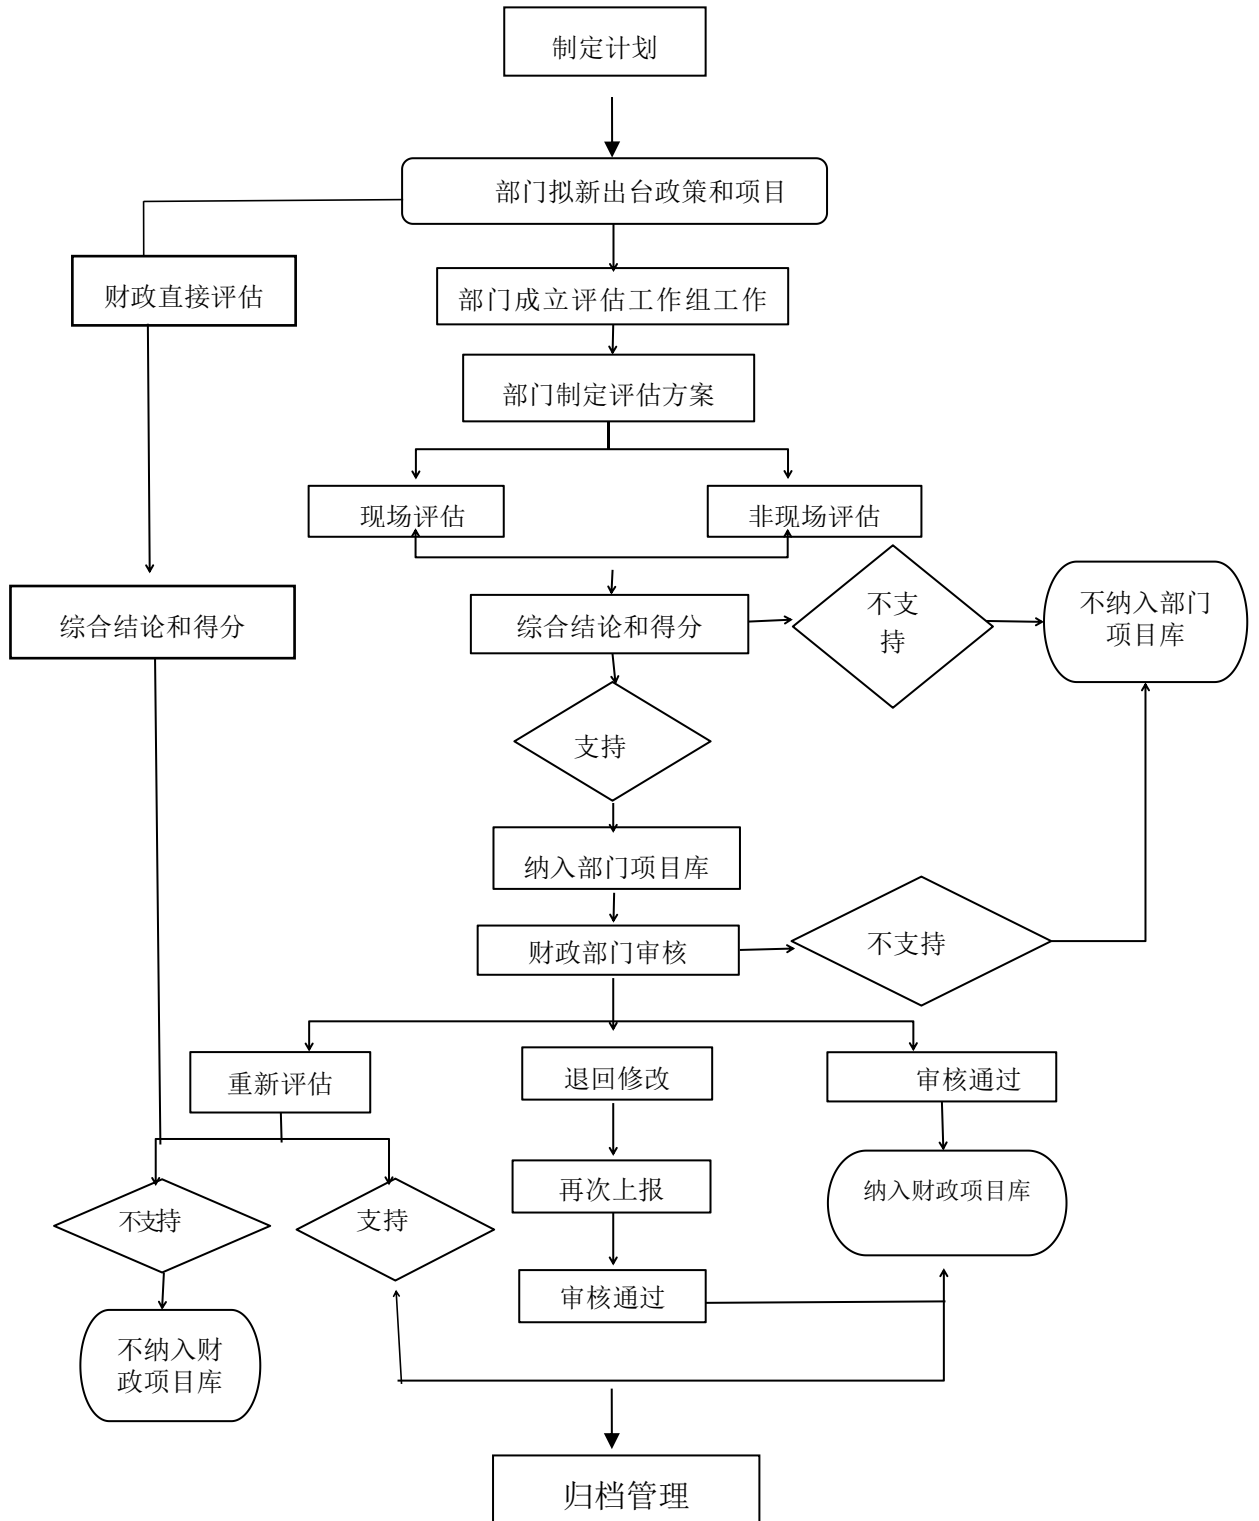 制定计划
部门拟新出台政策和项目
财政直接评估
部门成立评估工作组工作
部门制定评估方案
现场评估
非现场评估
不支
持
不纳入部门
项目库
综合结论和得分
综合结论和得分
支持
纳入部门项目库
财政部门审核
不支持
重新评估
退回修改
审核通过
再次上报
纳入财政项目库
不支持
支持
审核通过
不纳入财
政项目库
归档管理